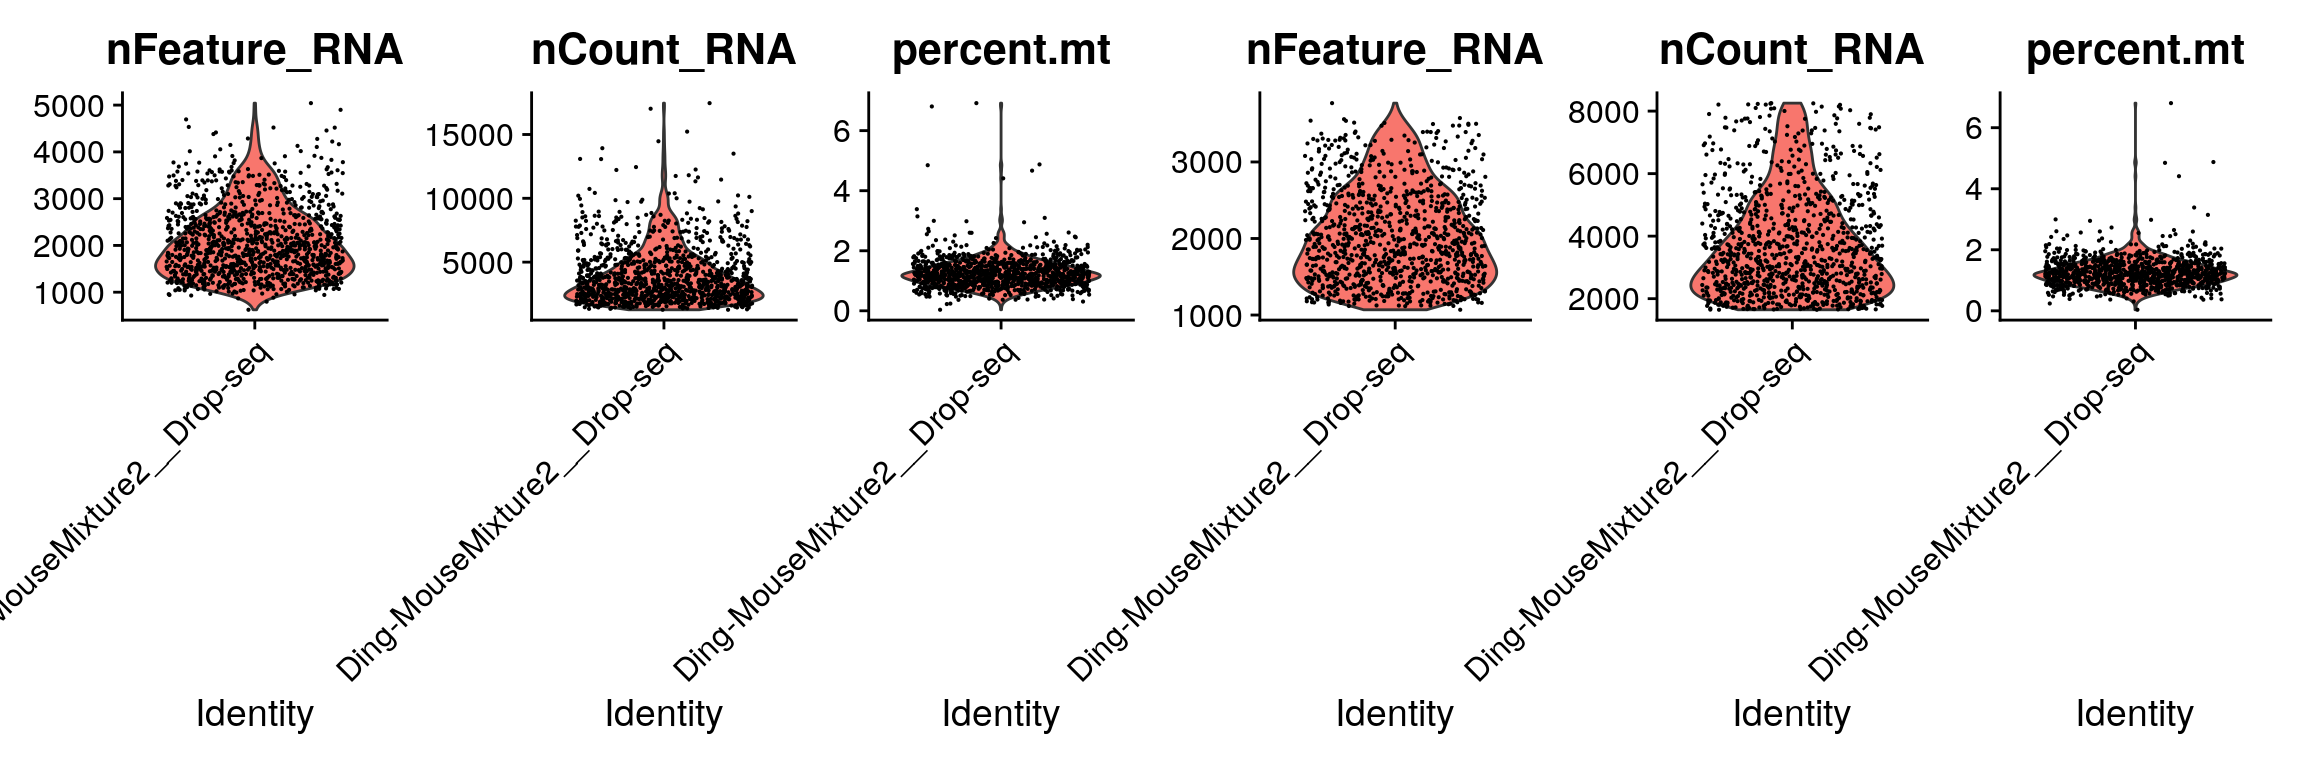 nFeature_RNA
5000
4000
3000
2000
1000
MouseMixture2__Drop-seq
Identity
nCount_RNA
15000
10000
5000
Ding-MouseMixture2__Drop-seq
Identity
percent.mt
6
4
2
0
Ding-MouseMixture2__Drop-seq
Identity
nFeature_RNA
3000
2000
1000
Ding-MouseMixture2__Drop-seq
Identity
nCount_RNA
8000
6000
4000
2000
Ding-MouseMixture2__Drop-seq
Identity
percent.mt
6
4
2
0
Ding-MouseMixture2__Drop-seq
Identity